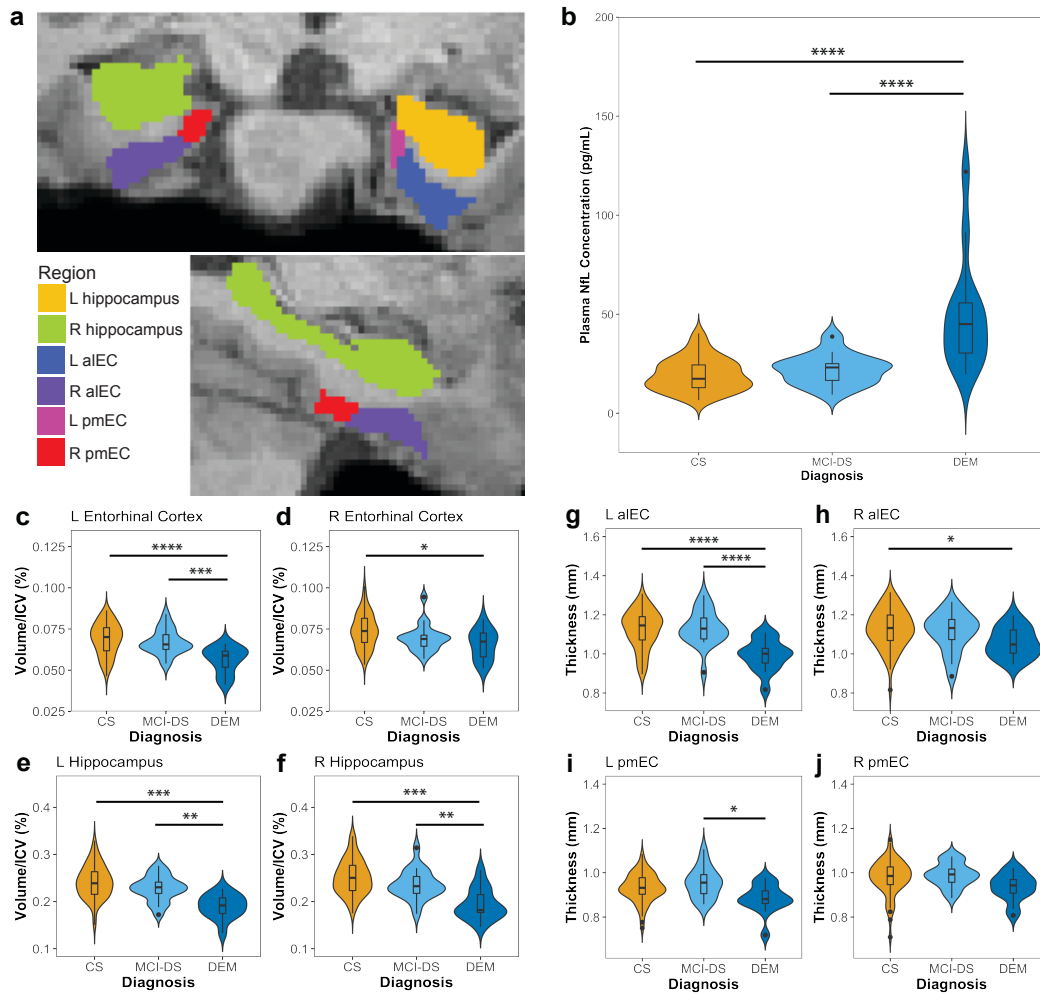 a
Region
L hippocampus
R hippocampus
L alEC
R alEC
L pmEC
R pmEC
b
Plasma NfL Concentration (pg/mL)
200
150
100
50
0
****
****
CS
MCI-DS
DEM
Diagnosis
c
L Entorhinal Cortex
Volume/ICV (%)
0.125
0.100
0.075
0.050
0.025
****
***
CS
MCI-DS
DEM
Diagnosis
d
R Entorhinal Cortex
Volume/ICV (%)
0.125
0.100
0.075
0.050
0.025
*
CS
MCI-DS
DEM
Diagnosis
e
L Hippocampus
Volume/ICV (%)
0.4
0.3
0.2
0.1
***
**
CS
MCI-DS
DEM
Diagnosis
f
R Hippocampus
Volume/ICV (%)
0.4
0.3
0.2
0.1
***
**
CS
MCI-DS
DEM
Diagnosis
g
L alEC
Thickness (mm)
1.6
1.4
1.2
1.0
0.8
****
****
CS
MCI-DS
DEM
Diagnosis
h
R alEC
Thickness (mm)
1.6
1.4
1.2
1.0
0.8
*
CS
MCI-DS
DEM
Diagnosis
i
L pmEC
Thickness (mm)
1.4
1.2
1.0
0.8
*
CS
MCI-DS
DEM
Diagnosis
j
R pmEC
Thickness (mm)
1.4
1.2
1.0
0.8
CS
MCI-DS
DEM
Diagnosis